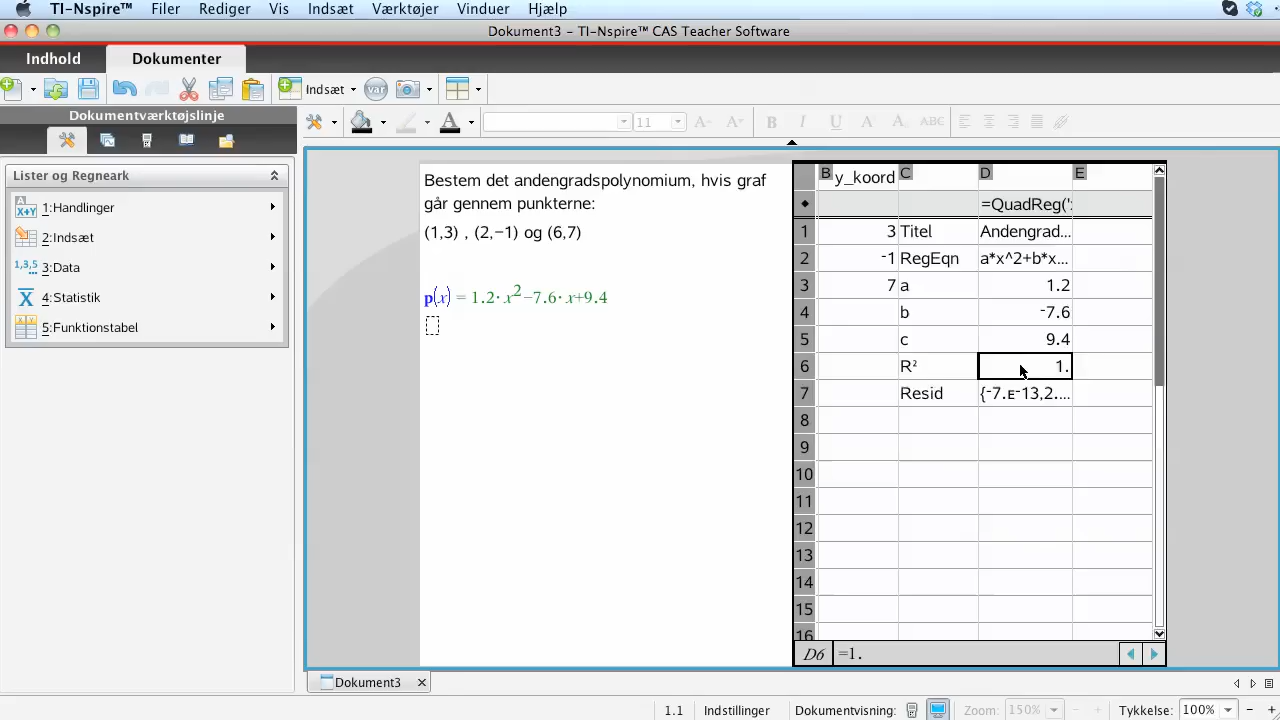 TI-Nspire™ Filer Rediger Vis Indsæt Værktøjer Vinduer Hjælp
Dokument3 - TI-Nspire™ CAS Teacher Software
Indhold Dokumenter
Indsæt var
Dokumentværktøjslinje
11 A- A+ B I U A A ABC
Lister og Regneark
1:Handlinger
2:Indsæt
3:Data
4:Statistik
5:Funktionstabel
Bestem det andengradspolynomium, hvis graf
går gennem punkterne:
(1,3) , (2,−1) og (6,7)
p(x) = 1.2· x²−7.6· x+9.4
B y_koord C D E
◆ =QuadReg('
1 3 Titel Andengrad...
2 ⁻1 RegEqn a*x^2+b*x...
3 7 a 1.2
4 b ⁻7.6
5 c 9.4
6 R² 1.
7 Resid {⁻7.ᴇ⁻13,2....
8
9
10
11
12
13
14
15
16
D6 =1.
Dokument3
1.1 Indstillinger Dokumentvisning: Zoom: 150% Tykkelse: 100%